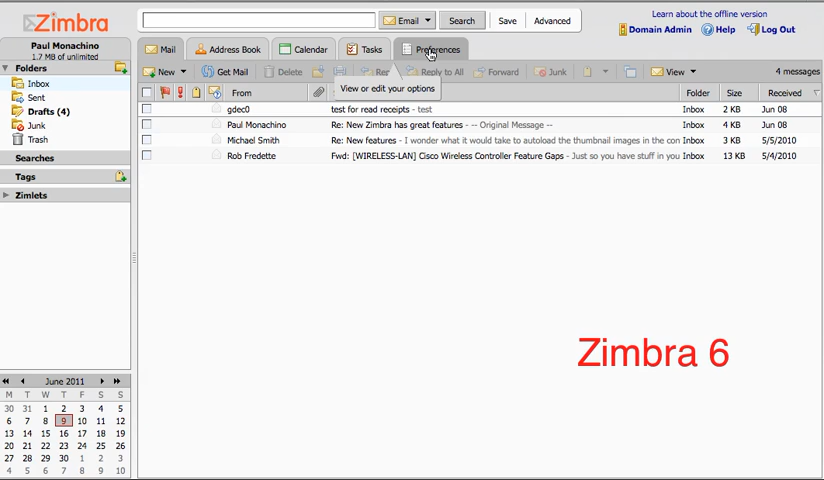 Zimbra
Email
Search
Save
Advanced
Learn about the offline version
Domain Admin
Help
Log Out
Paul Monachino
1.7 MB of unlimited
Mail
Address Book
Calendar
Tasks
Preferences
Folders
Inbox
Sent
Drafts (4)
Junk
Trash
Searches
Tags
Zimlets
New
Get Mail
Delete
Reply to All
Forward
Junk
View
4 messages
View or edit your options
From
Folder
Size
Received
gdec0
test for read receipts - test
Inbox
2 KB
Jun 08
Paul Monachino
Re: New Zimbra has great features - -- Original Message --
Inbox
4 KB
Jun 08
Michael Smith
Re: New features - I wonder what it would take to autoload the thumbnail images in the con
Inbox
3 KB
5/5/2010
Rob Fredette
Fwd: [WIRELESS-LAN] Cisco Wireless Controller Feature Gaps - Just so you have stuff in you
Inbox
13 KB
5/4/2010
Zimbra 6
June 2011
M T W T F S S
30 31 1 2 3 4 5
6 7 8 9 10 11 12
13 14 15 16 17 18 19
20 21 22 23 24 25 26
27 28 29 30 1 2 3
4 5 6 7 8 9 10